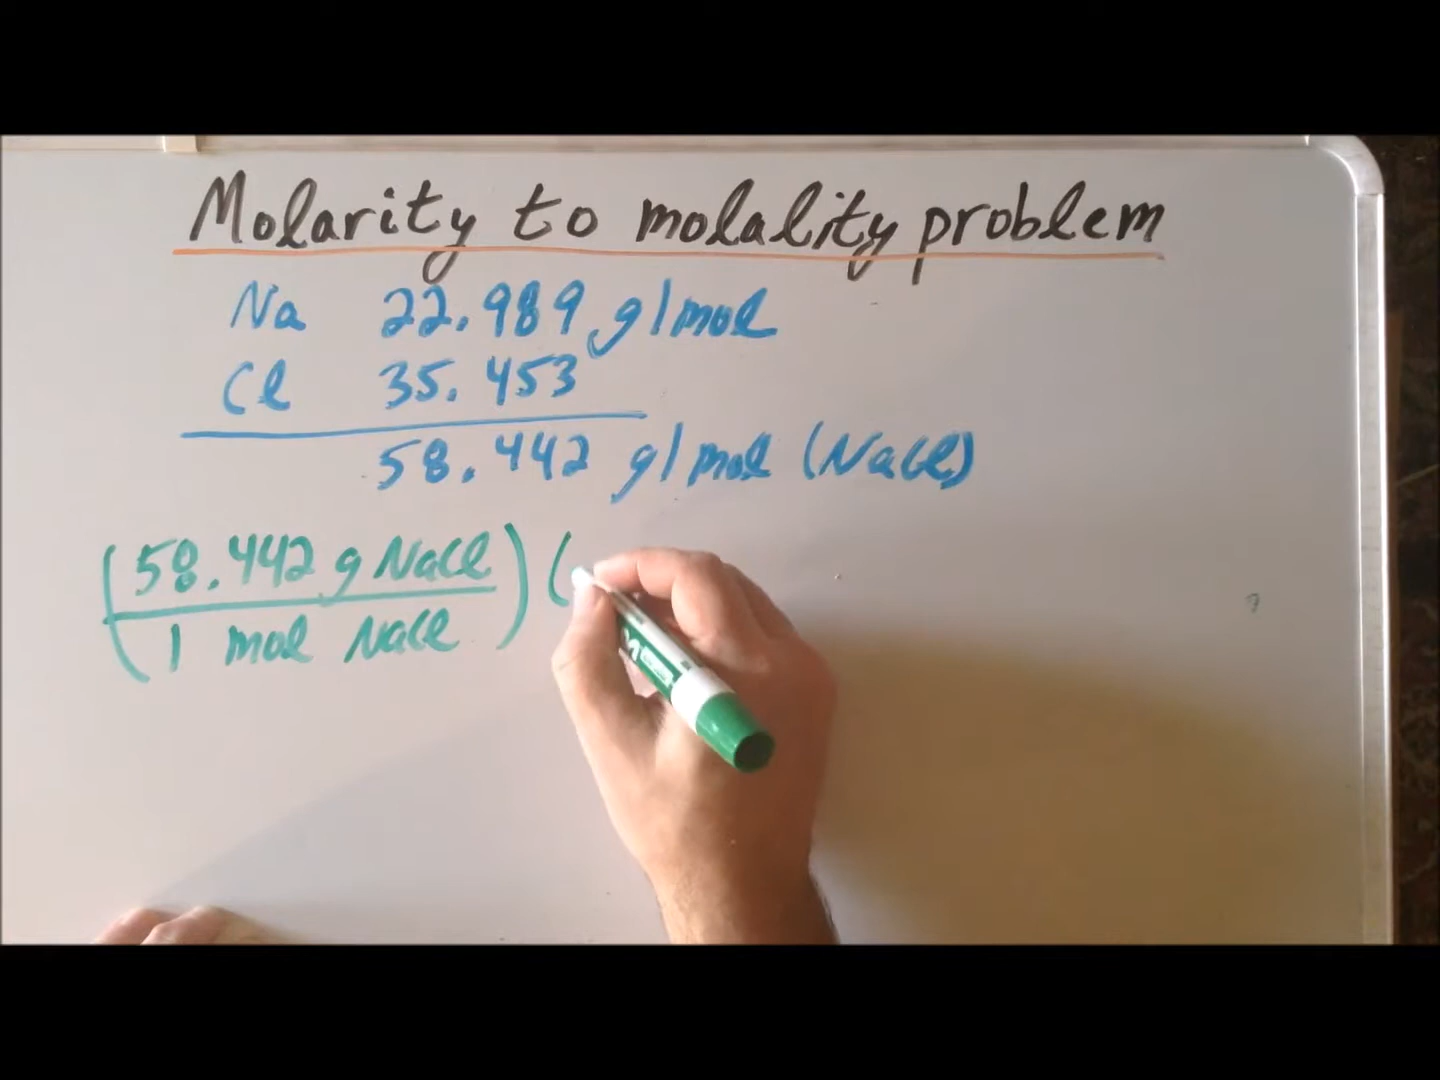 Molarity to molality problem
Na 22.989 g/mol
Cl 35.453
58.442 g/mol (NaCl)
(58.442 g NaCl) (
1 mol NaCl